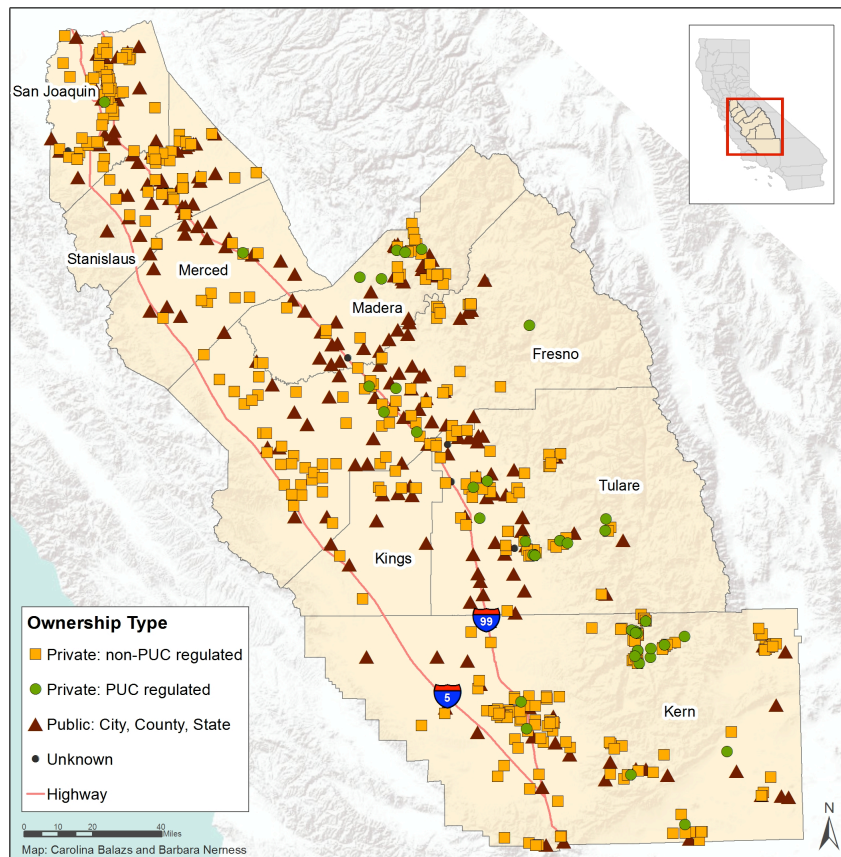 San Joaquin
Stanislaus
Merced
Madera
Fresno
Tulare
Kings
99
5
Kern
Ownership Type
Private: non-PUC regulated
Private: PUC regulated
Public: City, County, State
Unknown
Highway
0 10 20 40
Miles
Map: Carolina Balazs and Barbara Nerness
N